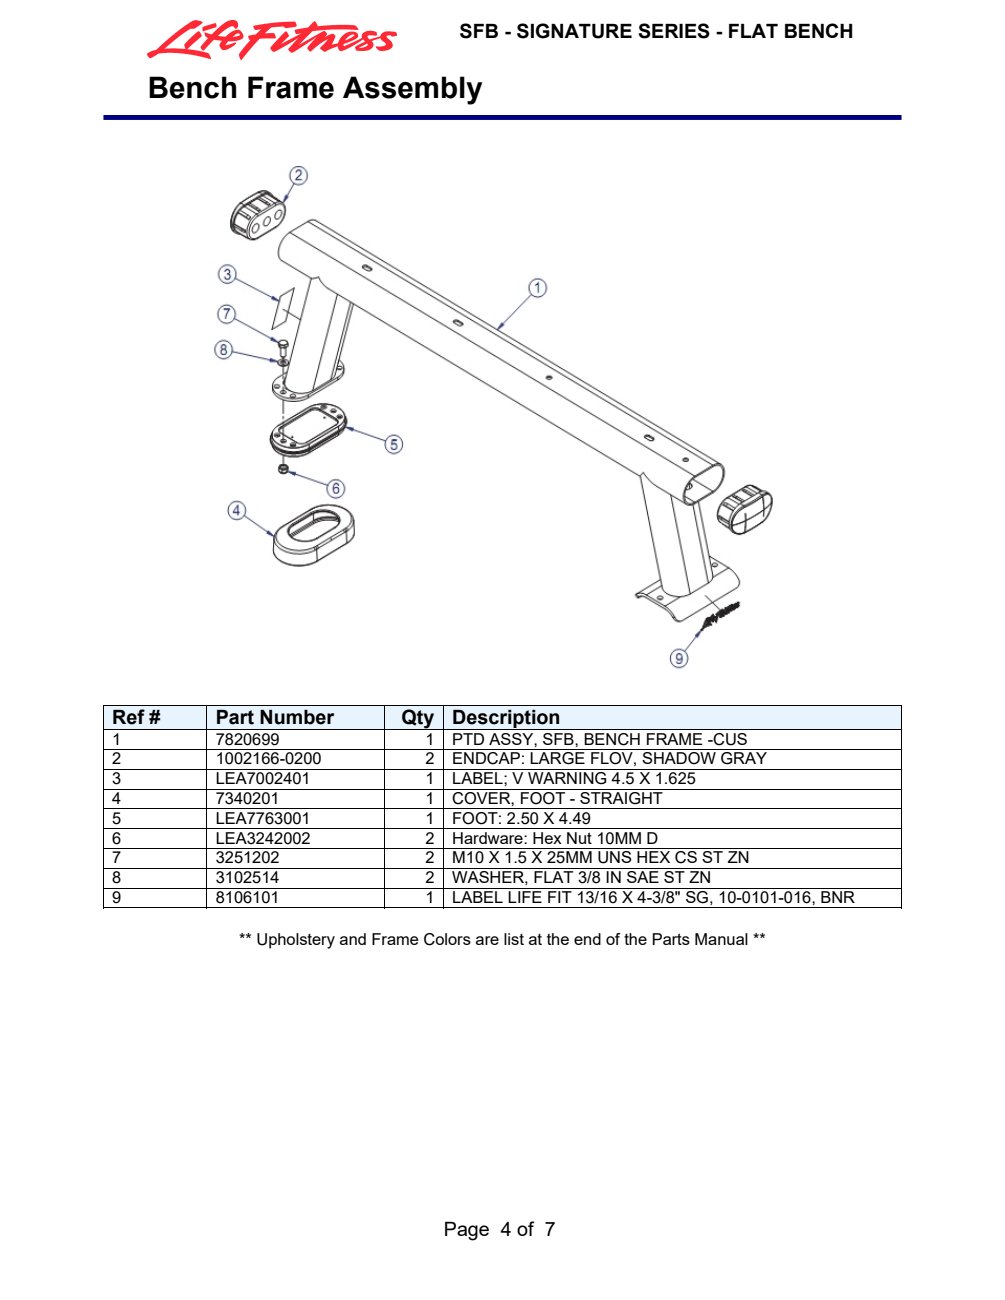 Life Fitness
SFB - SIGNATURE SERIES - FLAT BENCH
Bench Frame Assembly
2
3
1
7
8
5
6
4
9
Ref # Part Number Qty Description
1 7820699 1 PTD ASSY, SFB, BENCH FRAME -CUS
2 1002166-0200 2 ENDCAP: LARGE FLOV, SHADOW GRAY
3 LEA7002401 1 LABEL; V WARNING 4.5 X 1.625
4 7340201 1 COVER, FOOT - STRAIGHT
5 LEA7763001 1 FOOT: 2.50 X 4.49
6 LEA3242002 2 Hardware: Hex Nut 10MM D
7 3251202 2 M10 X 1.5 X 25MM UNS HEX CS ST ZN
8 3102514 2 WASHER, FLAT 3/8 IN SAE ST ZN
9 8106101 1 LABEL LIFE FIT 13/16 X 4-3/8" SG, 10-0101-016, BNR
** Upholstery and Frame Colors are list at the end of the Parts Manual **
Page 4 of 7